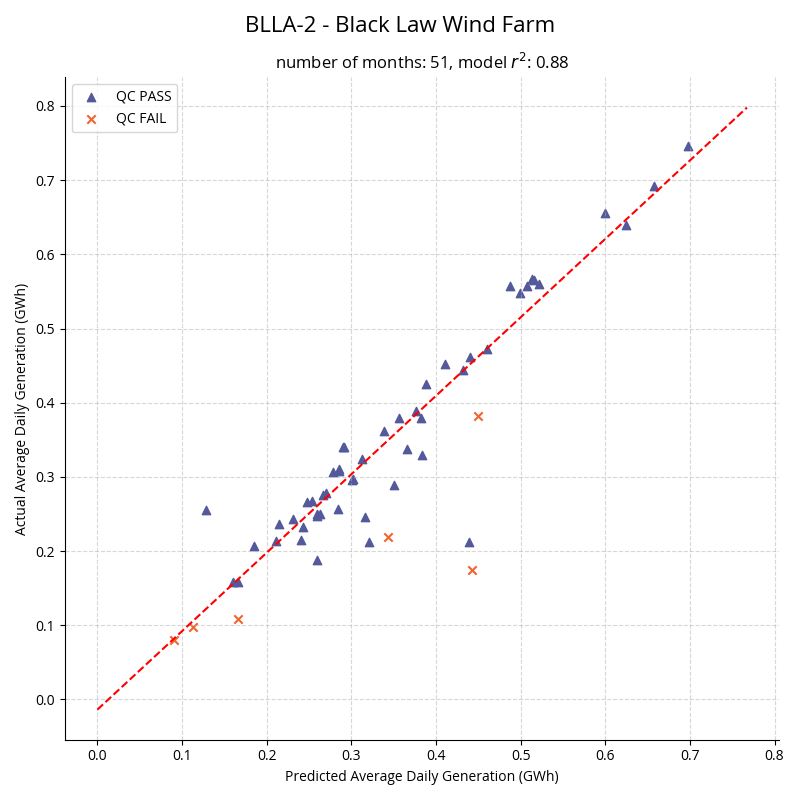 BLLA-2 - Black Law Wind Farm
number of months: 51, model r²: 0.88
QC PASS
QC FAIL
0.8
0.7
0.6
0.5
0.4
0.3
0.2
0.1
0.0
Actual Average Daily Generation (GWh)
0.0 0.1 0.2 0.3 0.4 0.5 0.6 0.7 0.8
Predicted Average Daily Generation (GWh)